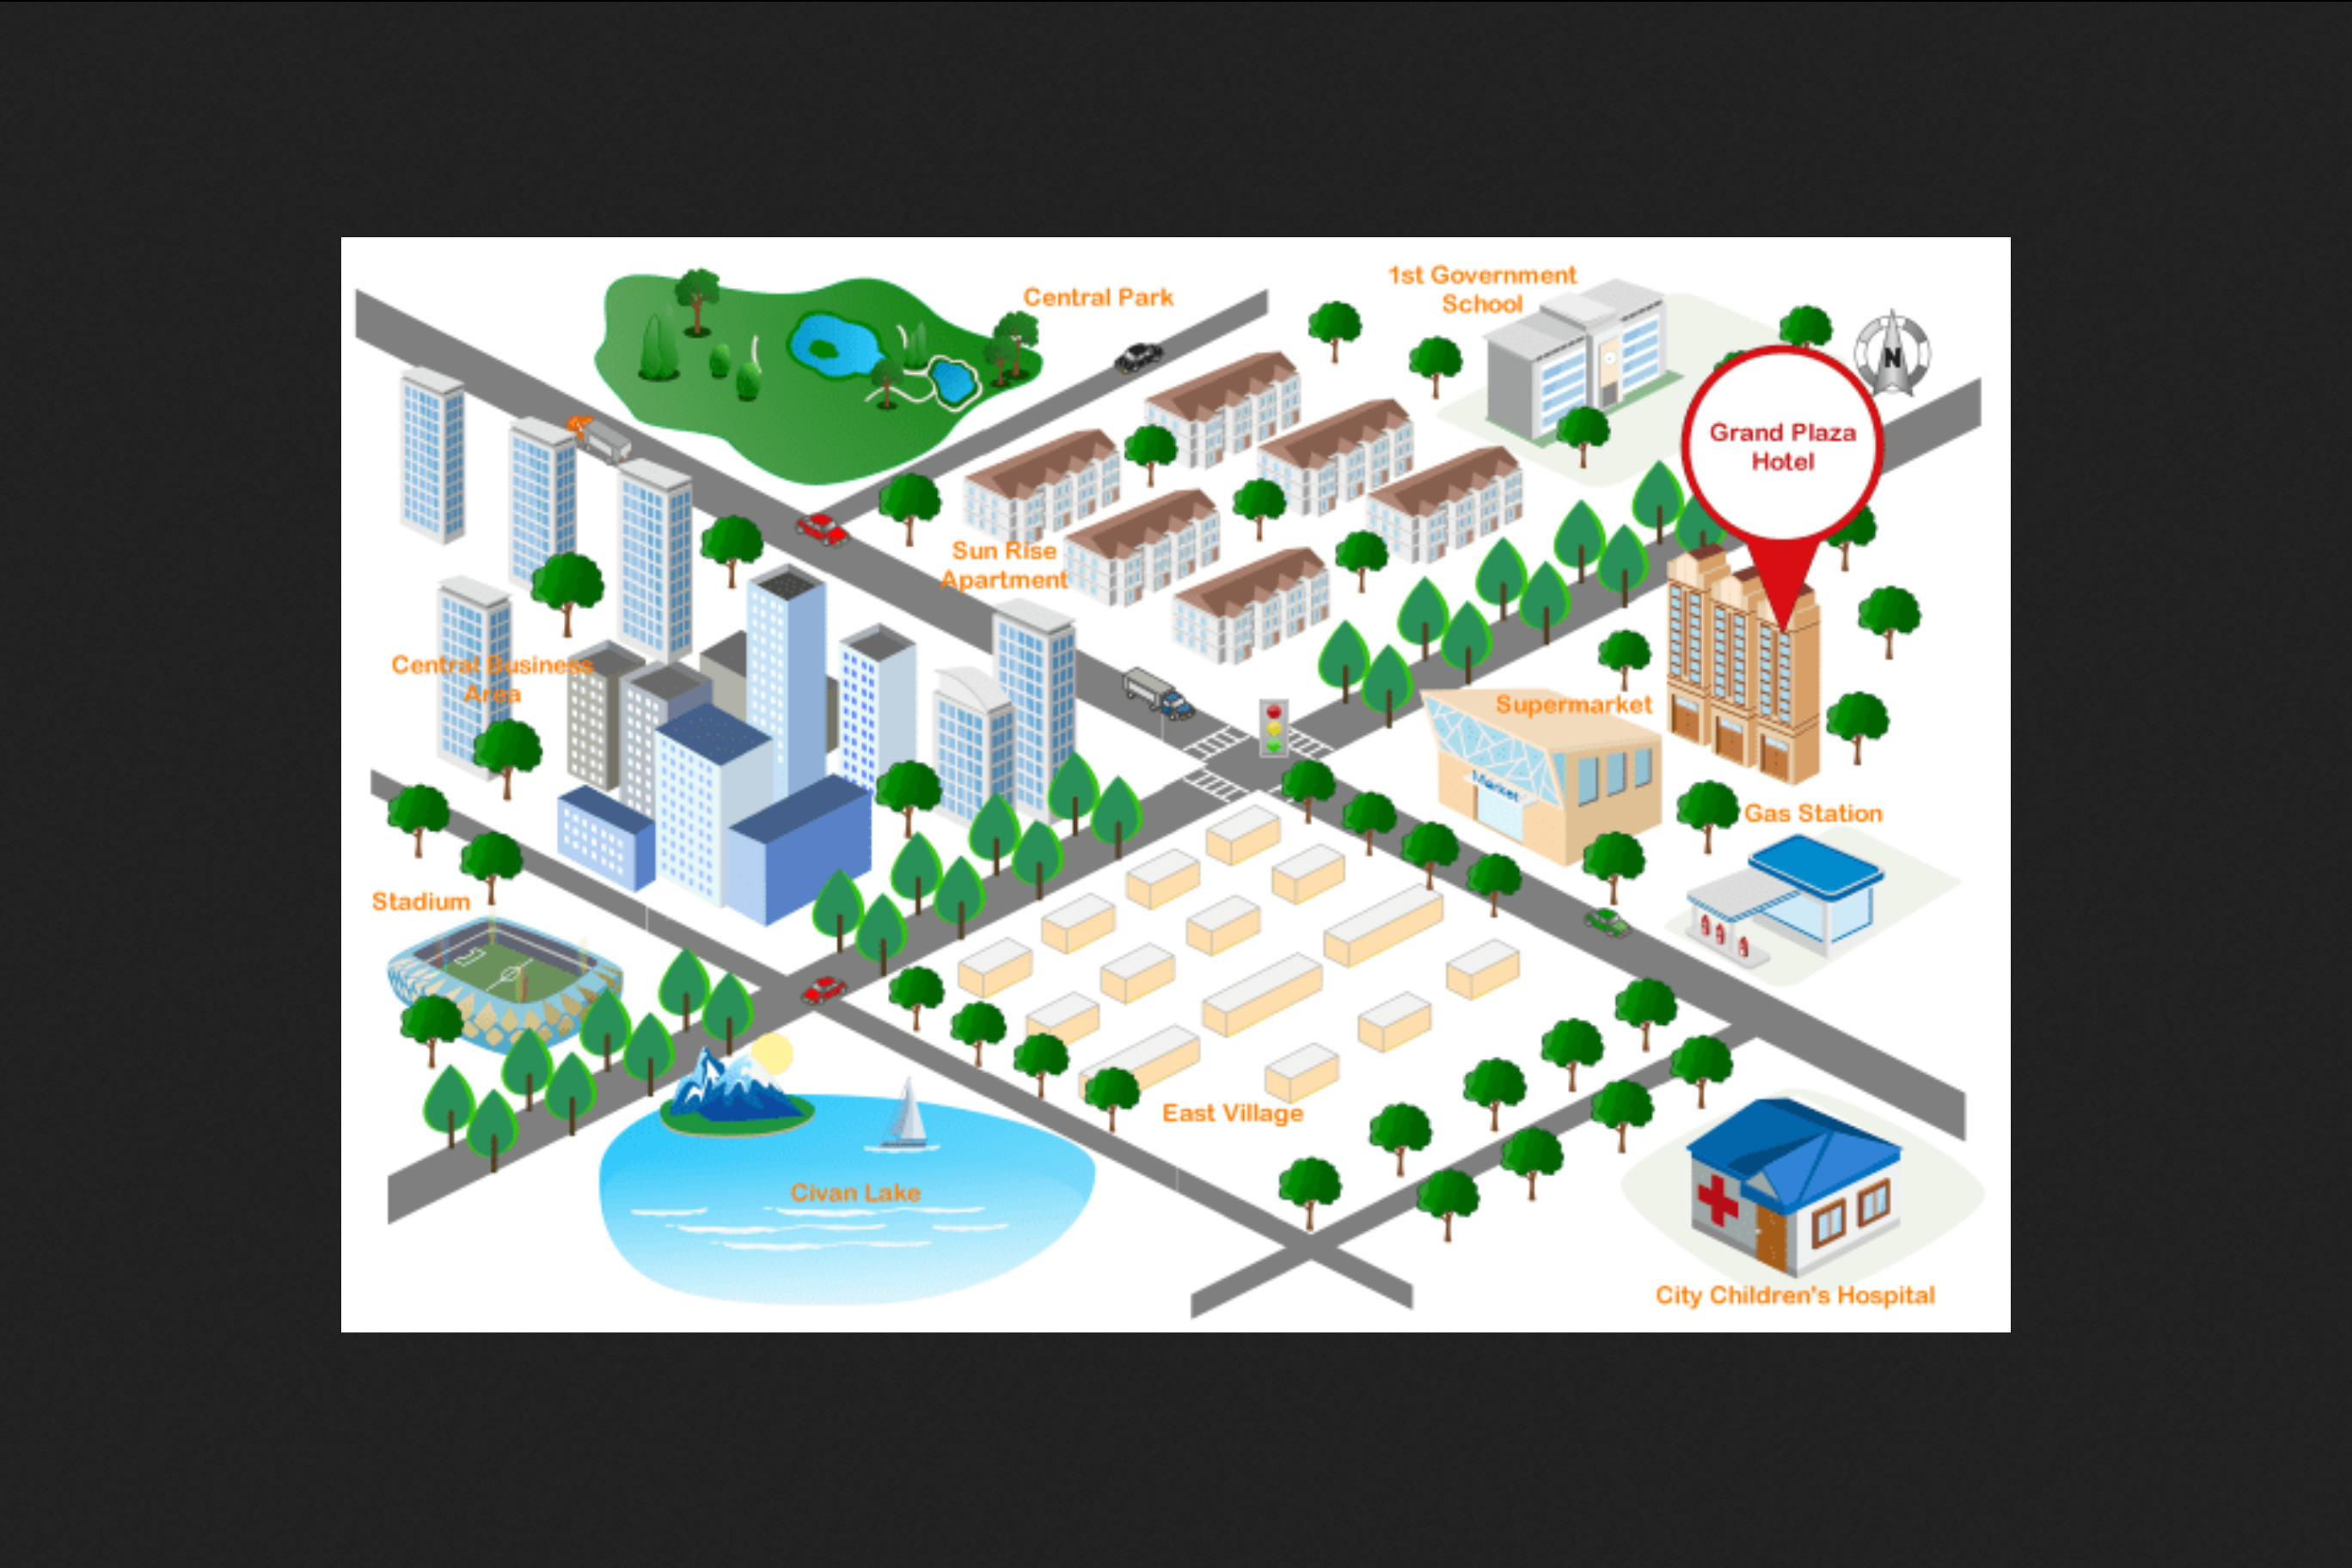 Central Park
1st Government
School
N
Grand Plaza
Hotel
Sun Rise
Apartment
Central Business
Area
Supermarket
Market
Gas Station
Stadium
East Village
Civan Lake
City Children's Hospital